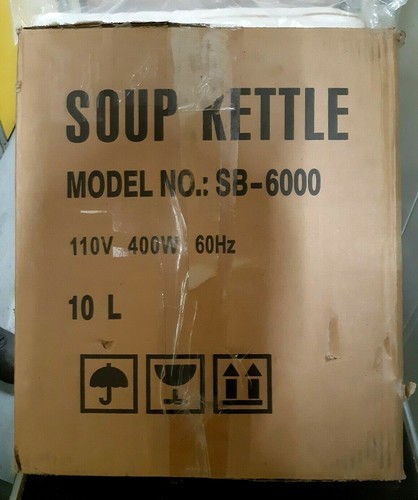 SOUP KETTLE
MODEL NO.: SB-6000
110V 400W 60Hz
10 L